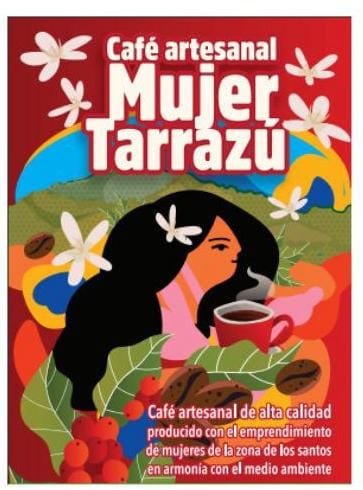 Café artesanal
Mujer
Tarrazú
Café artesanal de alta calidad
producido con el emprendimiento
de mujeres de la zona de los santos
en armonía con el medio ambiente